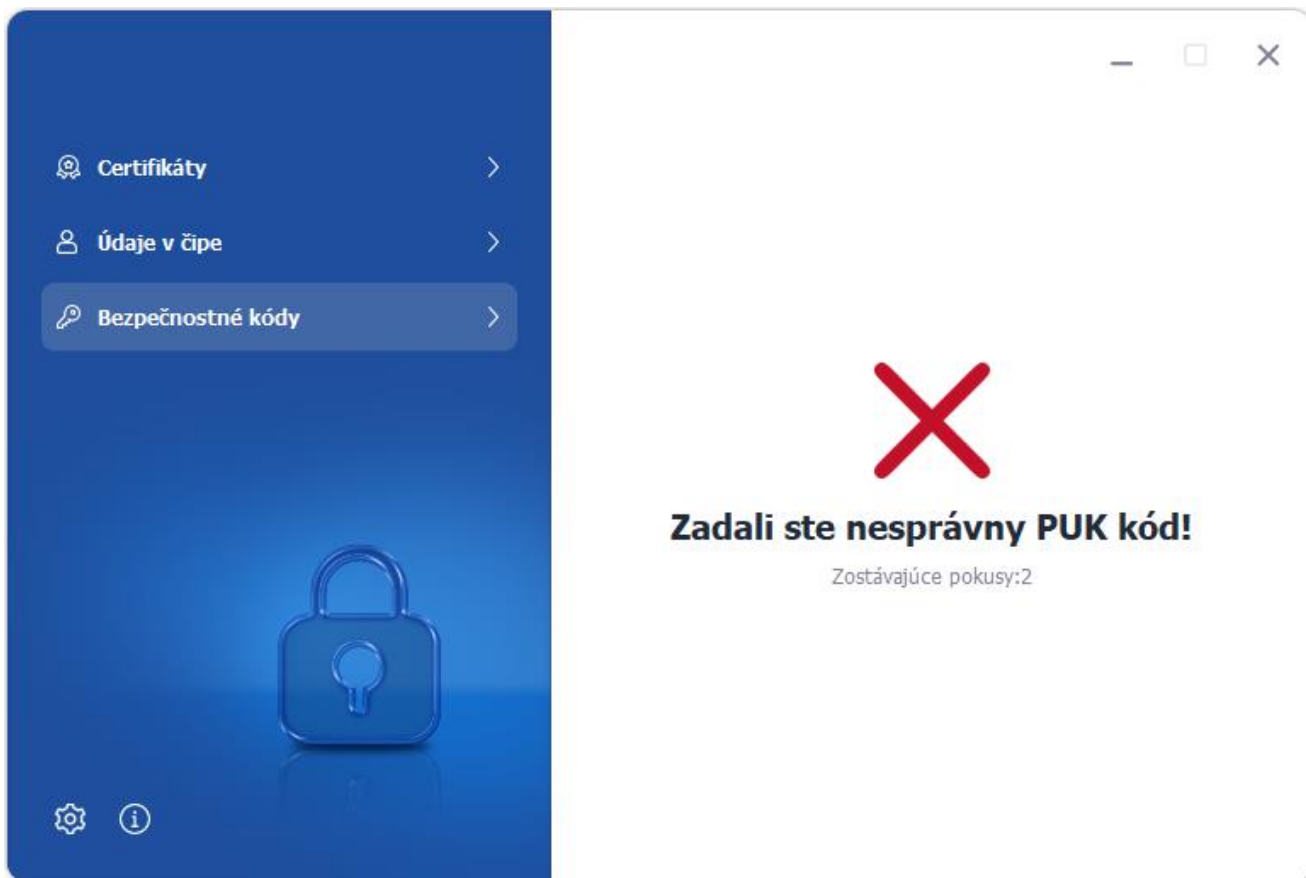 Certifikáty
Údaje v čipe
Bezpečnostné kódy
Zadali ste nesprávny PUK kód!
Zostávajúce pokusy:2